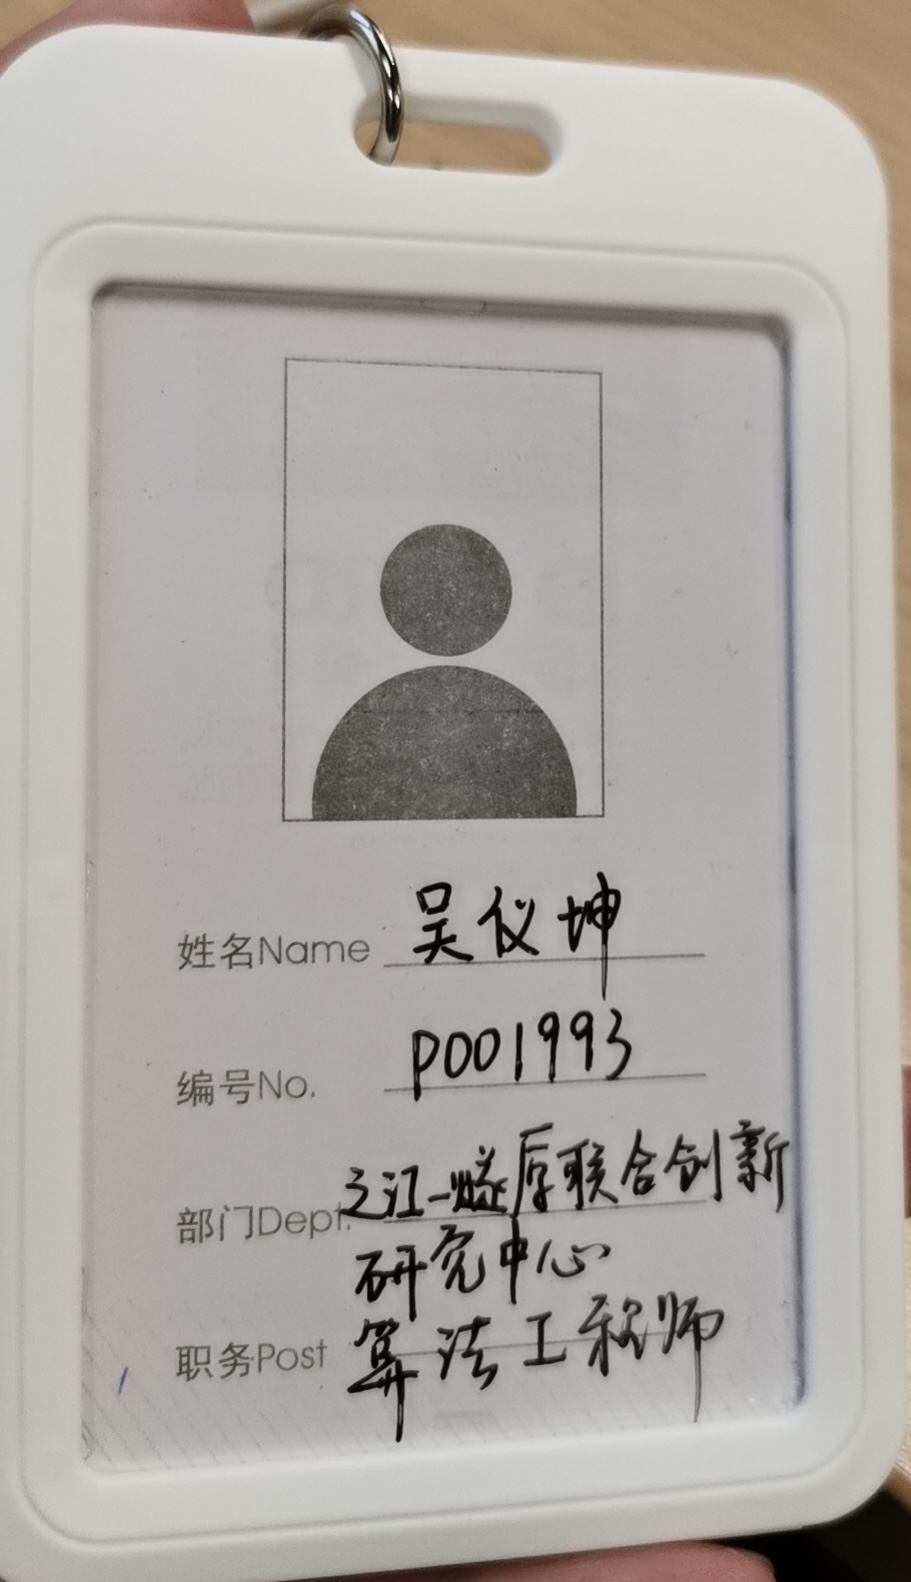 姓名Name 吴仪坤
编号No. P001993
部门Dept. 之江-燧原联合创新
研究中心
职务Post 算法工程师